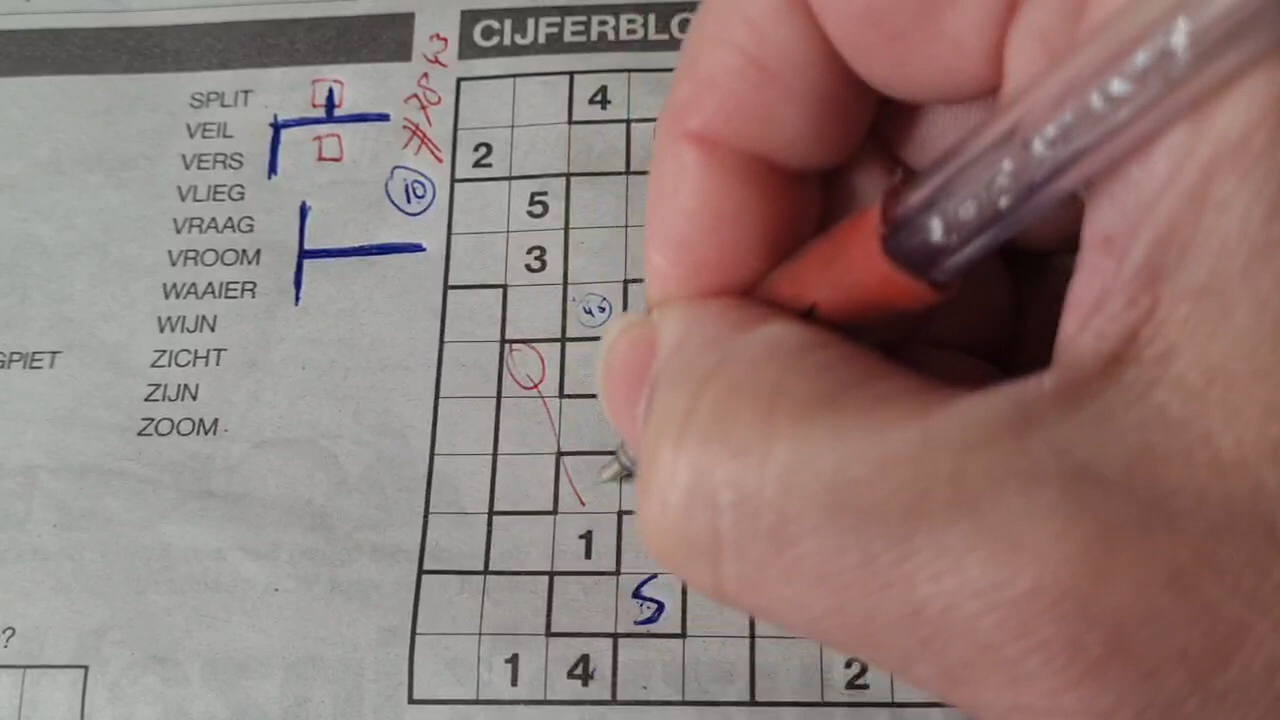 CIJFERBLO
SPLIT
VEIL
VERS
VLIEG
VRAAG
VROOM
WAAIER
WIJN
GPIET ZICHT
ZIJN
ZOOM
?
10
4
2
5
3
1
5
1 4 2